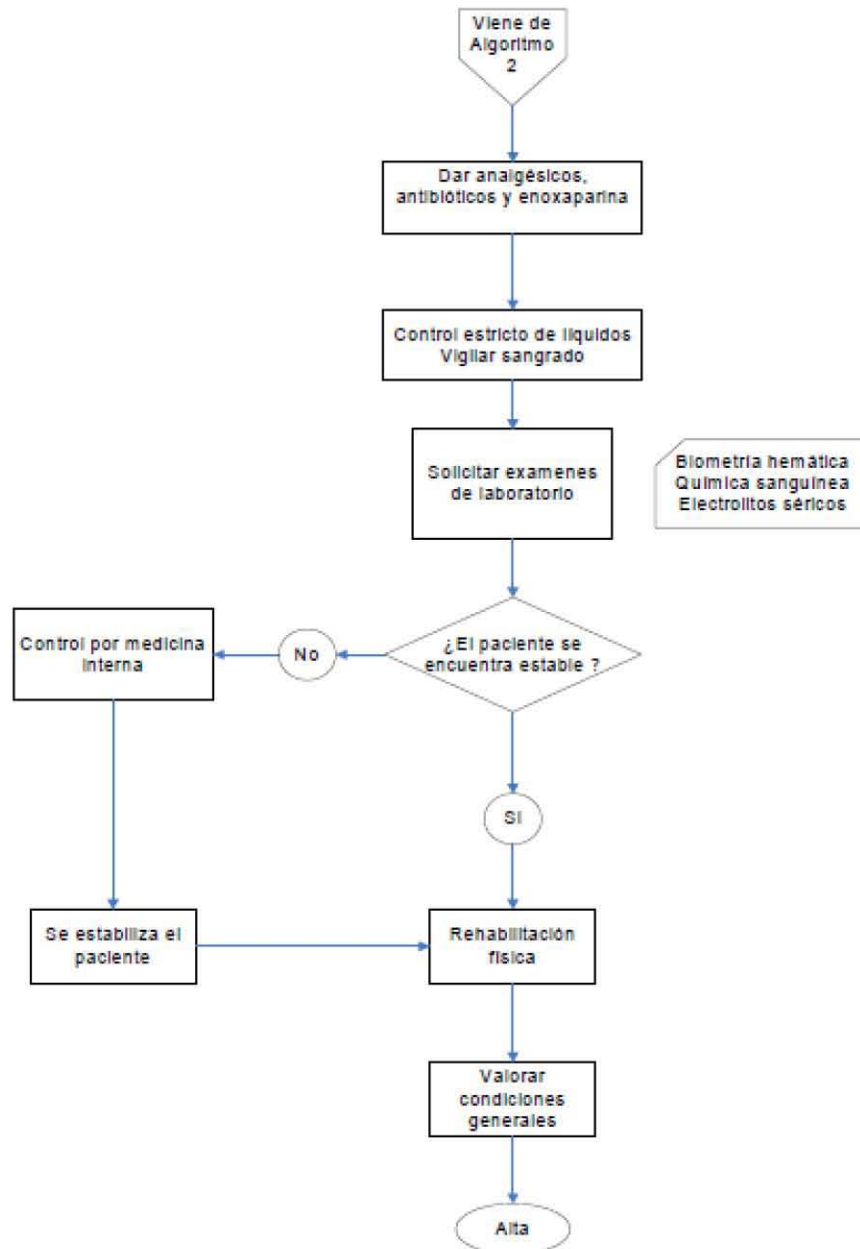 Viene de
Algoritmo
2
Dar analgésicos,
antibióticos y enoxaparina
Control estricto de líquidos
Vigilar sangrado
Solicitar examenes
de laboratorio
Biometría hemática
Química sanguínea
Electrolitos séricos
¿El paciente se
encuentra estable ?
No
Control por medicina
interna
SI
Se estabiliza el
paciente
Rehabilitación
física
Valorar
condiciones
generales
Alta